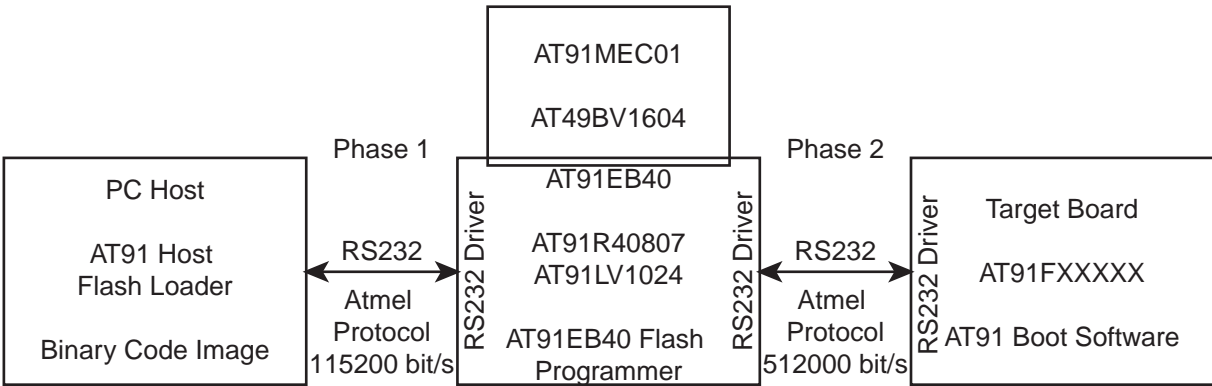 AT91MEC01
AT49BV1604
Phase 1
Phase 2
PC Host
AT91 Host
Flash Loader
Binary Code Image
RS232
Atmel
Protocol
115200 bit/s
RS232 Driver
AT91EB40
AT91R40807
AT91LV1024
AT91EB40 Flash
Programmer
RS232 Driver
RS232
Atmel
Protocol
512000 bit/s
RS232 Driver
Target Board
AT91FXXXXX
AT91 Boot Software